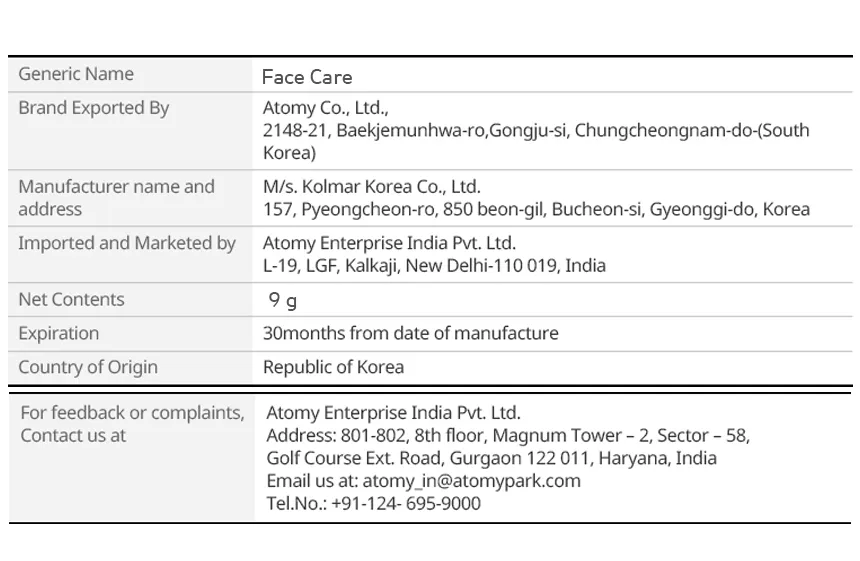 Generic Name
Face Care
Brand Exported By
Atomy Co., Ltd.,
2148-21, Baekjemunhwa-ro,Gongju-si, Chungcheongnam-do-(South
Korea)
Manufacturer name and
address
M/s. Kolmar Korea Co., Ltd.
157, Pyeongcheon-ro, 850 beon-gil, Bucheon-si, Gyeonggi-do, Korea
Imported and Marketed by
Atomy Enterprise India Pvt. Ltd.
L-19, LGF, Kalkaji, New Delhi-110 019, India
Net Contents
9 g
Expiration
30months from date of manufacture
Country of Origin
Republic of Korea
For feedback or complaints,
Contact us at
Atomy Enterprise India Pvt. Ltd.
Address: 801-802, 8th floor, Magnum Tower – 2, Sector – 58,
Golf Course Ext. Road, Gurgaon 122 011, Haryana, India
Email us at: atomy_in@atomypark.com
Tel.No.: +91-124- 695-9000